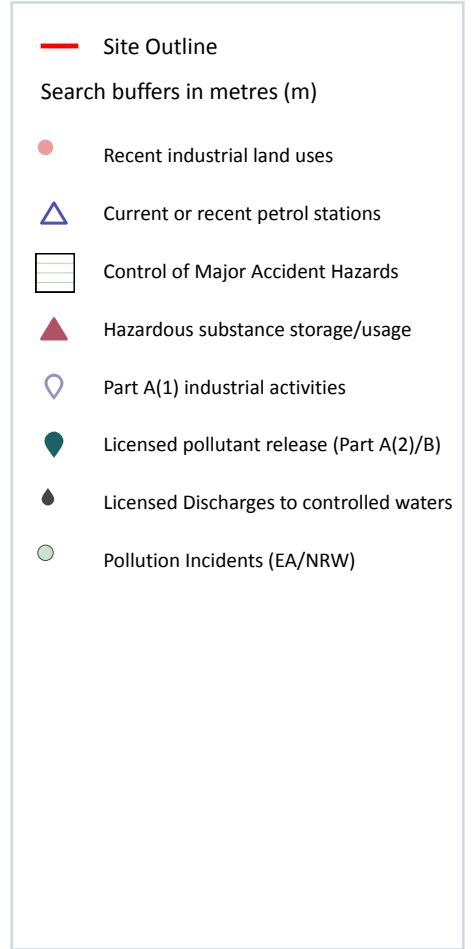 Site Outline
Search buffers in metres (m)
Recent industrial land uses
Current or recent petrol stations
Control of Major Accident Hazards
Hazardous substance storage/usage
Part A(1) industrial activities
Licensed pollutant release (Part A(2)/B)
Licensed Discharges to controlled waters
Pollution Incidents (EA/NRW)